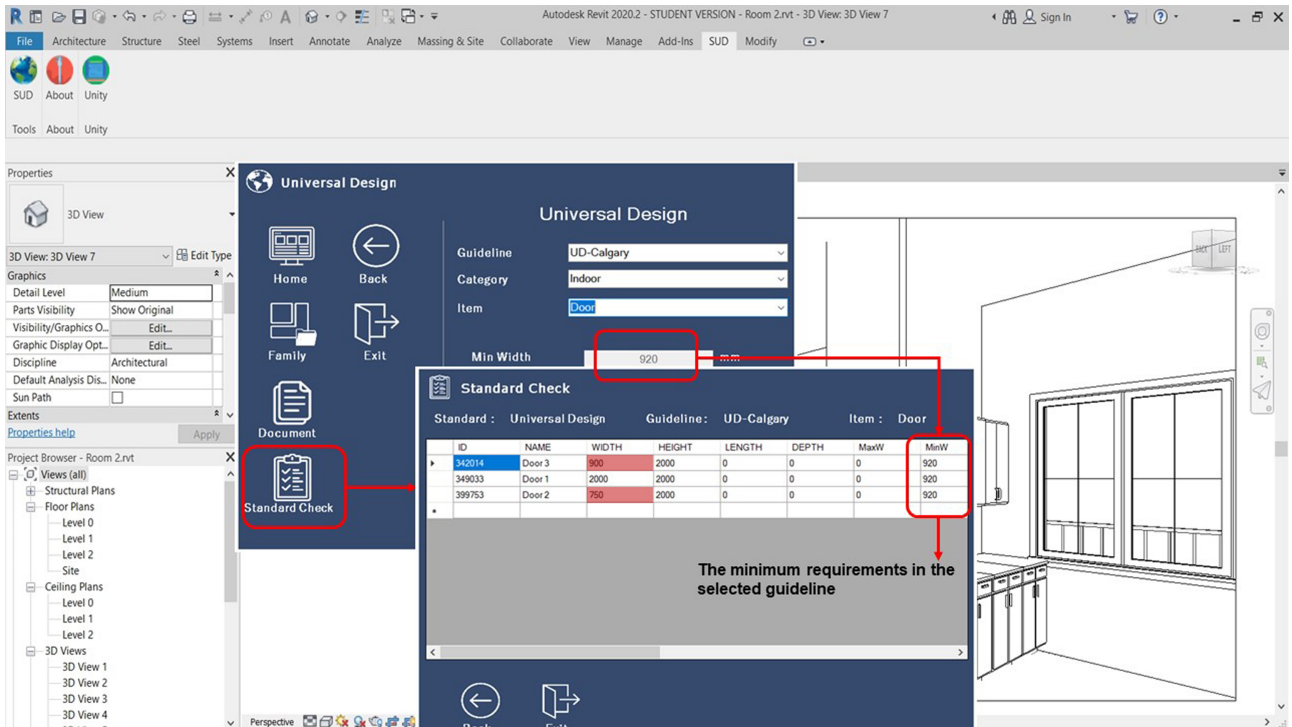 Autodesk Revit 2020.2 - STUDENT VERSION - Room 2.rvt - 3D View: 3D View 7
Sign In
File Architecture Structure Steel Systems Insert Annotate Analyze Massing & Site Collaborate View Manage Add-Ins SUD Modify
SUD About Unity
Tools About Unity
Properties
3D View
3D View: 3D View 7 Edit Type
Graphics
Detail Level Medium
Parts Visibility Show Original
Visibility/Graphics O... Edit...
Graphic Display Opt... Edit...
Discipline Architectural
Default Analysis Dis... None
Sun Path
Extents
Properties help Apply
Project Browser - Room 2.rvt
Views (all)
Structural Plans
Floor Plans
Level 0
Level 1
Level 2
Site
Ceiling Plans
Level 0
Level 1
Level 2
3D Views
3D View 1
3D View 2
3D View 3
3D View 4
Universal Design
Home Back
Family Exit
Document
Standard Check
Universal Design
Guideline UD-Calgary
Category Indoor
Item Door
Min Width 920 mm
Standard Check
Standard : Universal Design Guideline: UD-Calgary Item : Door
ID NAME WIDTH HEIGHT LENGTH DEPTH MaxW MinW
342014 Door 3 900 2000 0 0 0 920
349033 Door 1 2000 2000 0 0 0 920
399753 Door 2 750 2000 0 0 0 920
The minimum requirements in the
selected guideline
Back Exit
BACK LEFT
Perspective